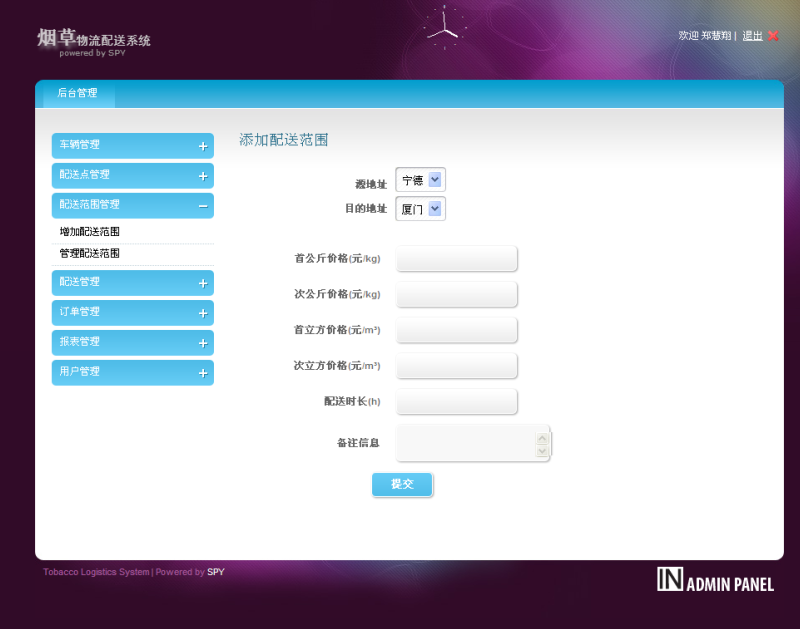 烟草物流配送系统
powered by SPY
欢迎 郑慧翔 | 退出
后台管理
车辆管理
配送点管理
配送范围管理
增加配送范围
管理配送范围
配送管理
订单管理
报表管理
用户管理
添加配送范围
源地址 宁德
目的地址 厦门
首公斤价格(元/kg)
次公斤价格(元/kg)
首立方价格(元/m³)
次立方价格(元/m³)
配送时长(h)
备注信息
提交
Tobacco Logistics System | Powered by SPY
IN ADMIN PANEL